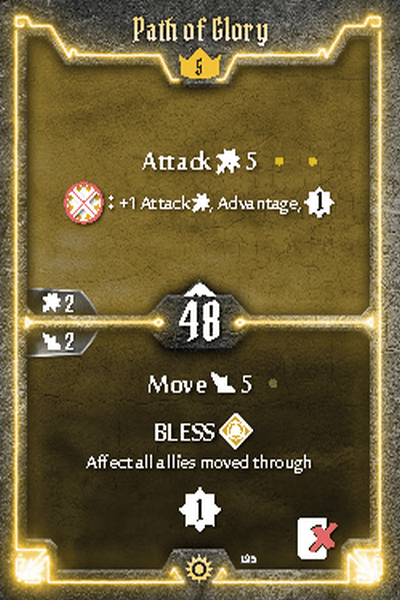 Path of Glory
5
Attack 5
: +1 Attack, Advantage, 1
2
48
2
Move 5
BLESS
Affect all allies moved through
1